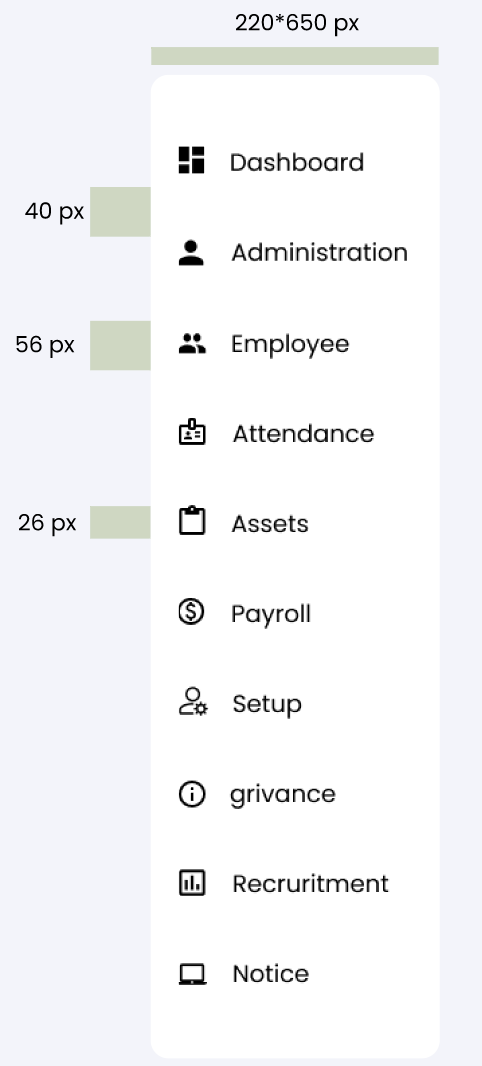 220*650 px
Dashboard
40 px
Administration
56 px
Employee
Attendance
26 px
Assets
Payroll
Setup
grivance
Recruritment
Notice